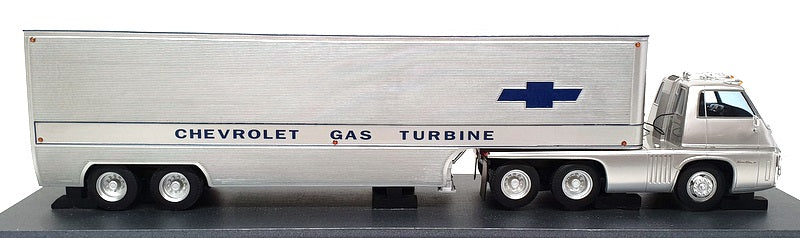 CHEVROLET GAS TURBINE